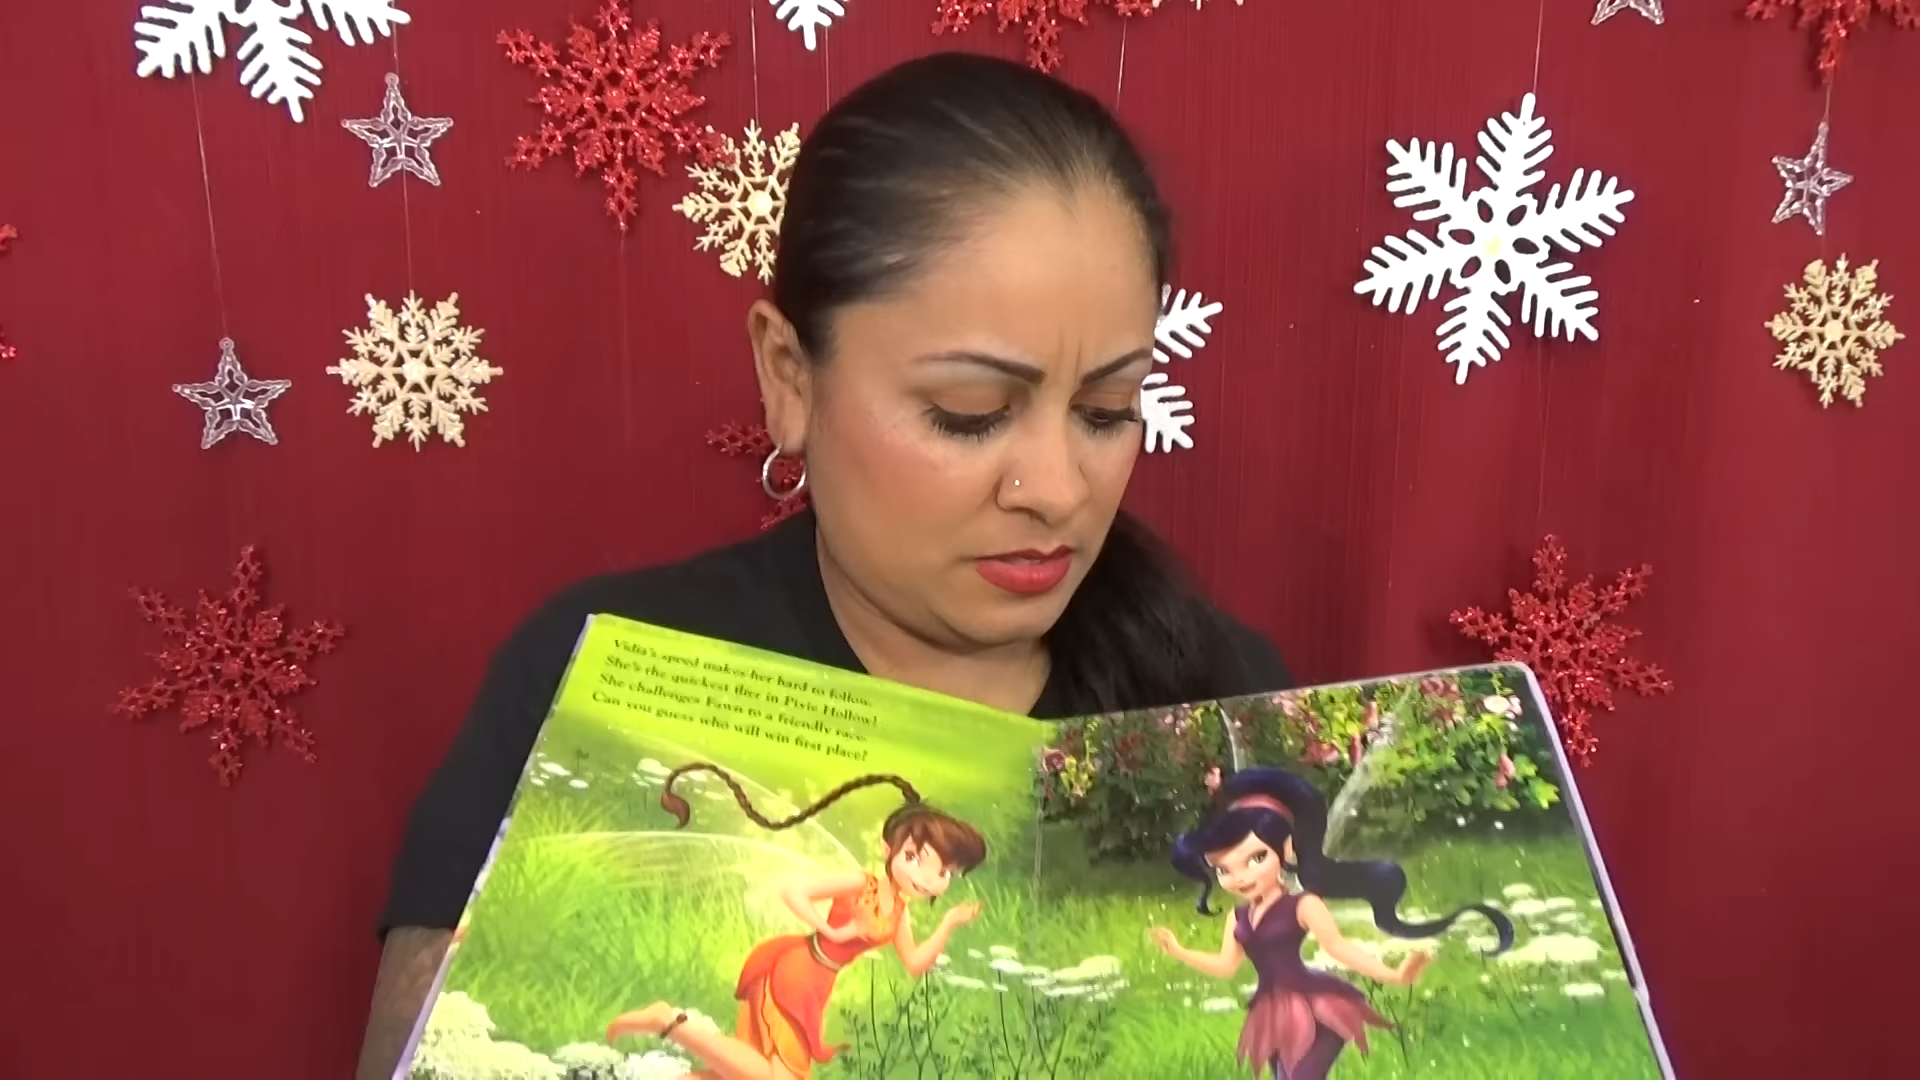 Vidia's speed makes her hard to follow.
She's the quickest flier in Pixie Hollow!
She challenges Fawn to a friendly race.
Can you guess who will win first place?